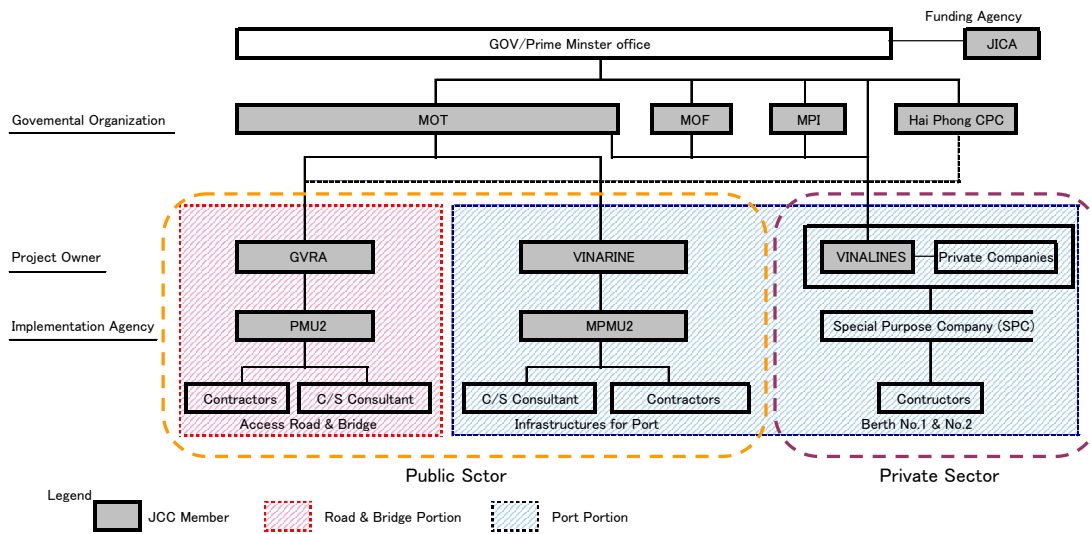 Funding Agency
GOV/Prime Minster office
JICA
Govemental Organization
MOT
MOF
MPI
Hai Phong CPC
Project Owner
GVRA
VINARINE
VINALINES
Private Companies
Implementation Agency
PMU2
MPMU2
Special Purpose Company (SPC)
Contractors
C/S Consultant
C/S Consultant
Contractors
Contructors
Access Road & Bridge
Infrastructures for Port
Berth No.1 & No.2
Public Sctor
Private Sector
Legend
JCC Member
Road & Bridge Portion
Port Portion